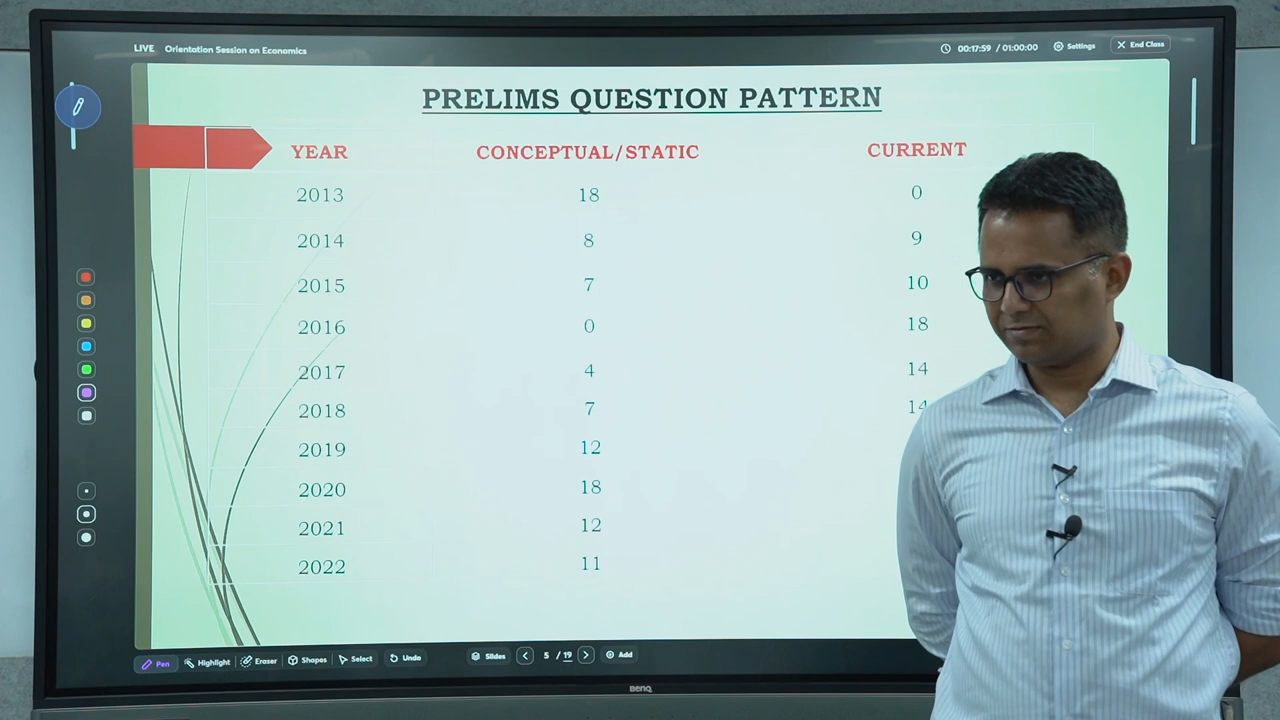 LIVE Orientation Session on Economics 00:17:59 / 01:00:00 Settings End Class
PRELIMS QUESTION PATTERN
YEAR CONCEPTUAL/STATIC CURRENT
2013 18 0
2014 8 9
2015 7 10
2016 0 18
2017 4 14
2018 7 14
2019 12
2020 18
2021 12
2022 11
Pen Highlight Eraser Shapes Select Undo Slides 5 / 19 Add
BenQ